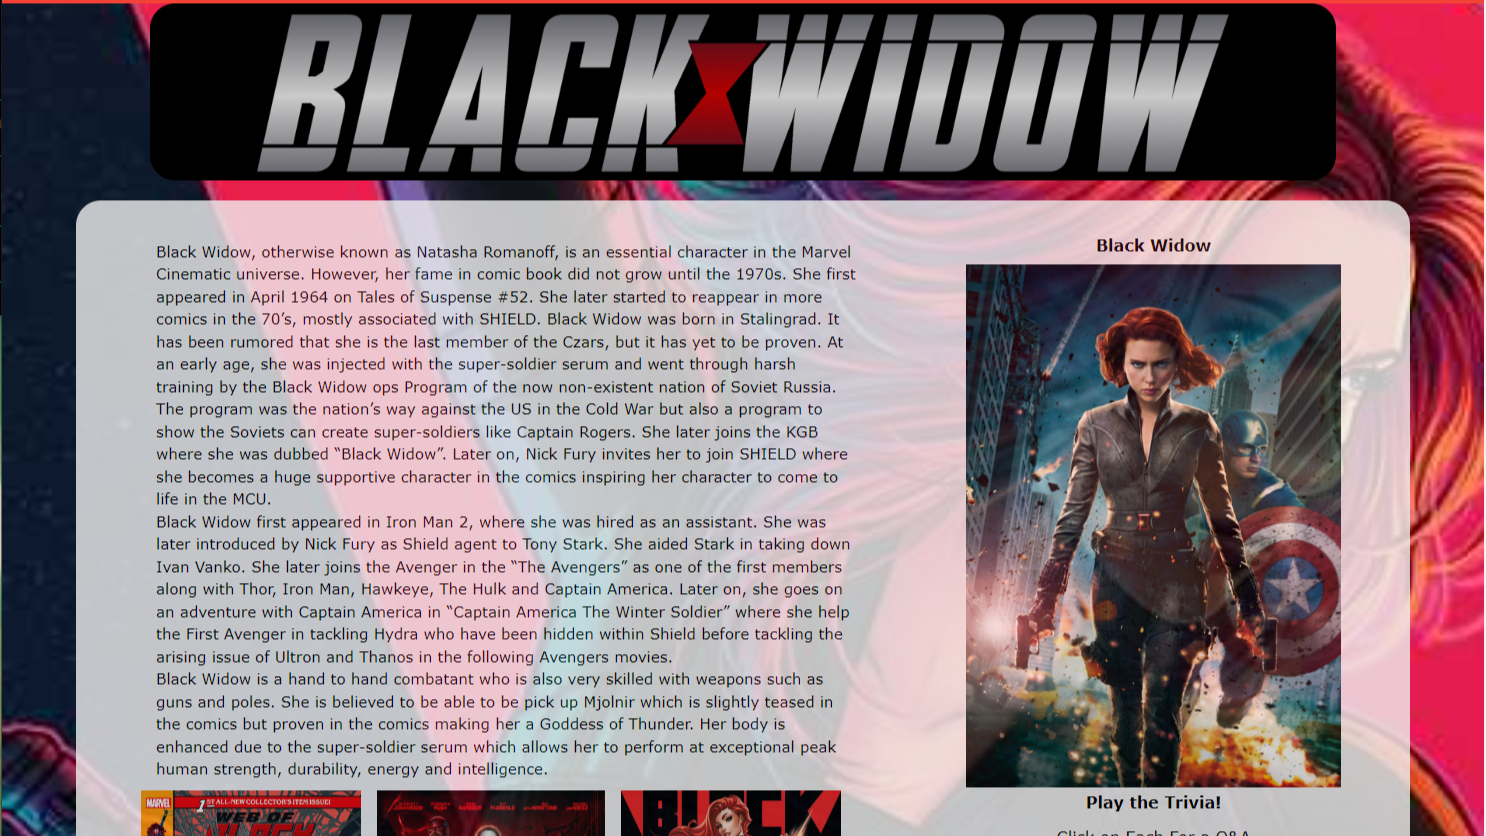 BLACK WIDOW
Black Widow, otherwise known as Natasha Romanoff, is an essential character in the Marvel
Cinematic universe. However, her fame in comic book did not grow until the 1970s. She first
appeared in April 1964 on Tales of Suspense #52. She later started to reappear in more
comics in the 70’s, mostly associated with SHIELD. Black Widow was born in Stalingrad. It
has been rumored that she is the last member of the Czars, but it has yet to be proven. At
an early age, she was injected with the super-soldier serum and went through harsh
training by the Black Widow ops Program of the now non-existent nation of Soviet Russia.
The program was the nation’s way against the US in the Cold War but also a program to
show the Soviets can create super-soldiers like Captain Rogers. She later joins the KGB
where she was dubbed “Black Widow”. Later on, Nick Fury invites her to join SHIELD where
she becomes a huge supportive character in the comics inspiring her character to come to
life in the MCU.
Black Widow first appeared in Iron Man 2, where she was hired as an assistant. She was
later introduced by Nick Fury as Shield agent to Tony Stark. She aided Stark in taking down
Ivan Vanko. She later joins the Avenger in the “The Avengers” as one of the first members
along with Thor, Iron Man, Hawkeye, The Hulk and Captain America. Later on, she goes on
an adventure with Captain America in “Captain America The Winter Soldier” where she help
the First Avenger in tackling Hydra who have been hidden within Shield before tackling the
arising issue of Ultron and Thanos in the following Avengers movies.
Black Widow is a hand to hand combatant who is also very skilled with weapons such as
guns and poles. She is believed to be able to be pick up Mjolnir which is slightly teased in
the comics but proven in the comics making her a Goddess of Thunder. Her body is
enhanced due to the super-soldier serum which allows her to perform at exceptional peak
human strength, durability, energy and intelligence.
MARVEL
1ST ALL-NEW COLLECTOR'S ITEM ISSUE!
WEB OF
BLACK
BLACK
Black Widow
Play the Trivia!
Click on Each For a Q&A